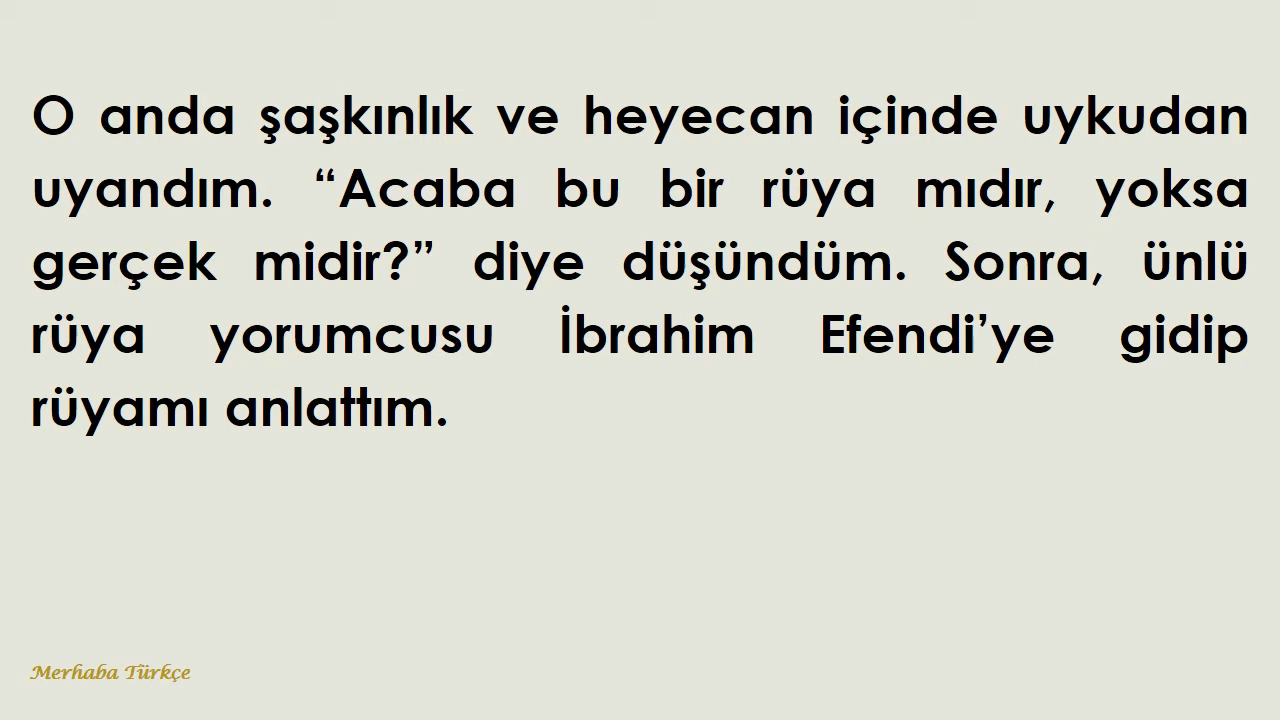 O anda şaşkınlık ve heyecan içinde uykudan
uyandım. “Acaba bu bir rüya mıdır, yoksa
gerçek midir?” diye düşündüm. Sonra, ünlü
rüya yorumcusu İbrahim Efendi’ye gidip
rüyamı anlattım.
Merhaba Türkçe